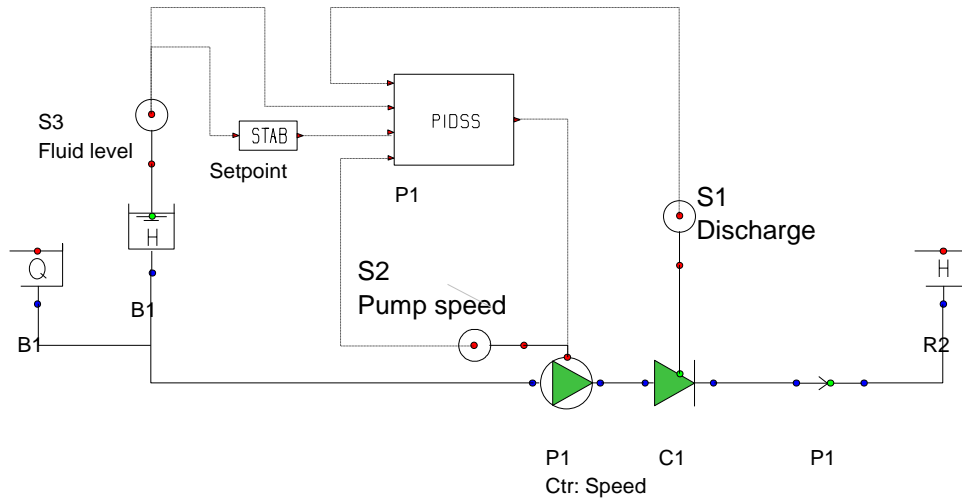 S3
Fluid level
STAB
Setpoint
PIDSS
P1
S1
Discharge
S2
Pump speed
Q
B1
H
B1
H
R2
P1
Ctr: Speed
C1
P1